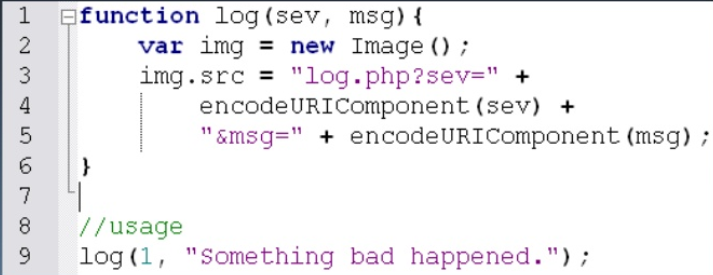 1 function log(sev, msg){
2     var img = new Image();
3     img.src = "log.php?sev=" +
4         encodeURIComponent(sev) +
5         "&msg=" + encodeURIComponent(msg);
6 }
7
8 //usage
9 log(1, "Something bad happened.");